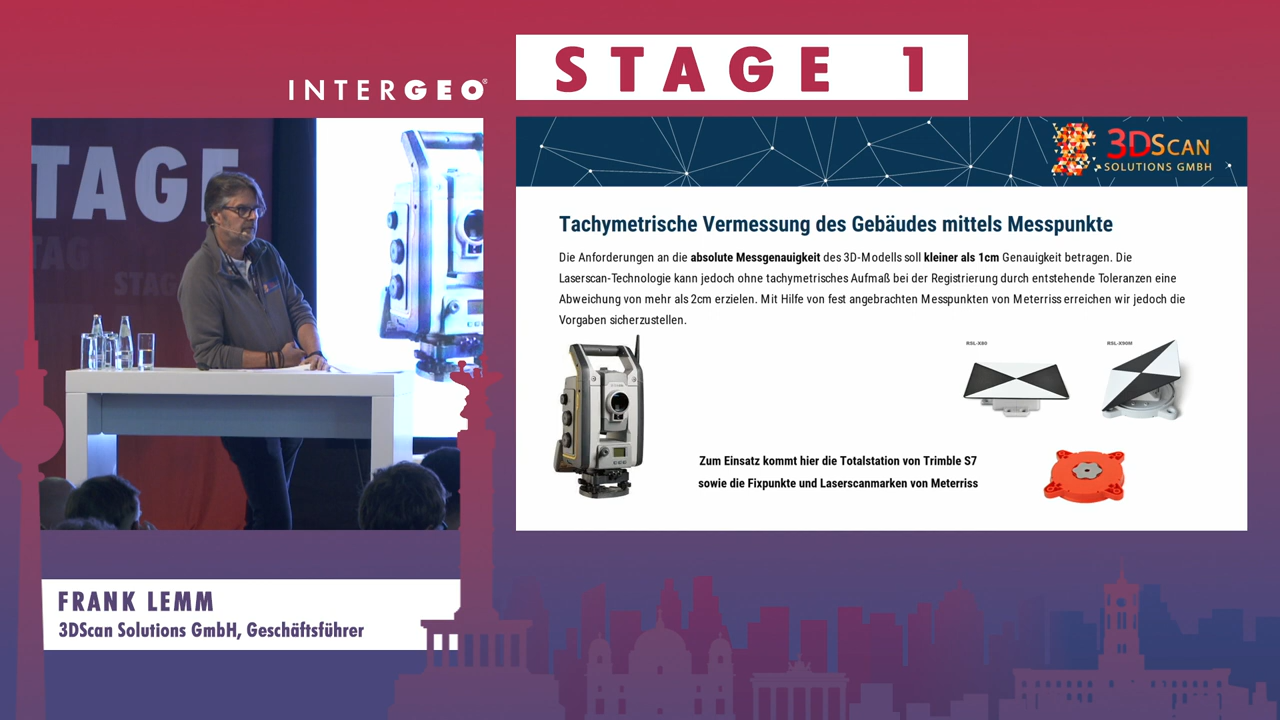 INTERGEO®
STAGE 1
TAGE
TAGE
STAGE
3DSCAN
SOLUTIONS GMBH
Tachymetrische Vermessung des Gebäudes mittels Messpunkte
Die Anforderungen an die absolute Messgenauigkeit des 3D-Modells soll kleiner als 1cm Genauigkeit betragen. Die
Laserscan-Technologie kann jedoch ohne tachymetrisches Aufmaß bei der Registrierung durch entstehende Toleranzen eine
Abweichung von mehr als 2cm erzielen. Mit Hilfe von fest angebrachten Messpunkten von Meterriss erreichen wir jedoch die
Vorgaben sicherzustellen.
RSL-X80
RSL-X90M
Zum Einsatz kommt hier die Totalstation von Trimble S7
sowie die Fixpunkte und Laserscanmarken von Meterriss
FRANK LEMM
3DScan Solutions GmbH, Geschäftsführer